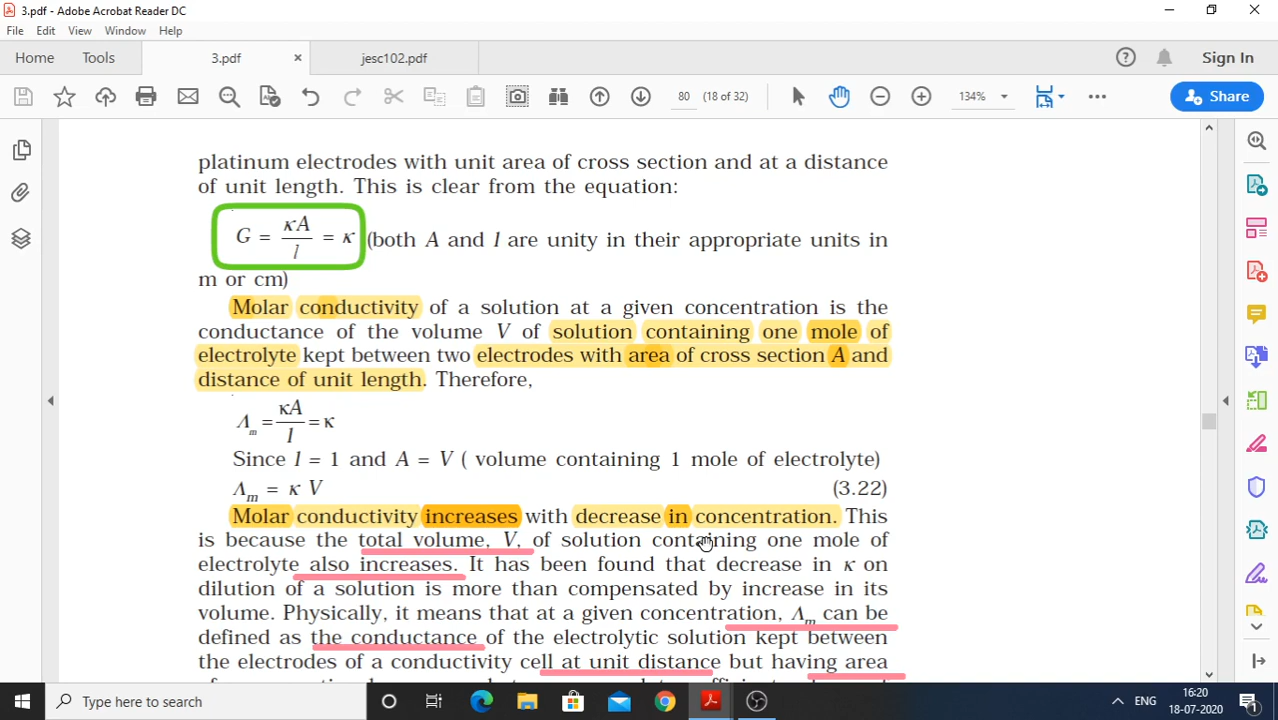 3.pdf - Adobe Acrobat Reader DC
File Edit View Window Help
Home Tools 3.pdf × jesc102.pdf Sign In
80 (18 of 32) 134% Share
platinum electrodes with unit area of cross section and at a distance
of unit length. This is clear from the equation:
G = κA/l = κ (both A and l are unity in their appropriate units in
m or cm)
Molar conductivity of a solution at a given concentration is the
conductance of the volume V of solution containing one mole of
electrolyte kept between two electrodes with area of cross section A and
distance of unit length. Therefore,
Λm = κA/l = κ
Since l = 1 and A = V ( volume containing 1 mole of electrolyte)
Λm = κ V (3.22)
Molar conductivity increases with decrease in concentration. This
is because the total volume, V, of solution containing one mole of
electrolyte also increases. It has been found that decrease in κ on
dilution of a solution is more than compensated by increase in its
volume. Physically, it means that at a given concentration, Λm can be
defined as the conductance of the electrolytic solution kept between
the electrodes of a conductivity cell at unit distance but having area
Type here to search
ENG
16:20
18-07-2020
1